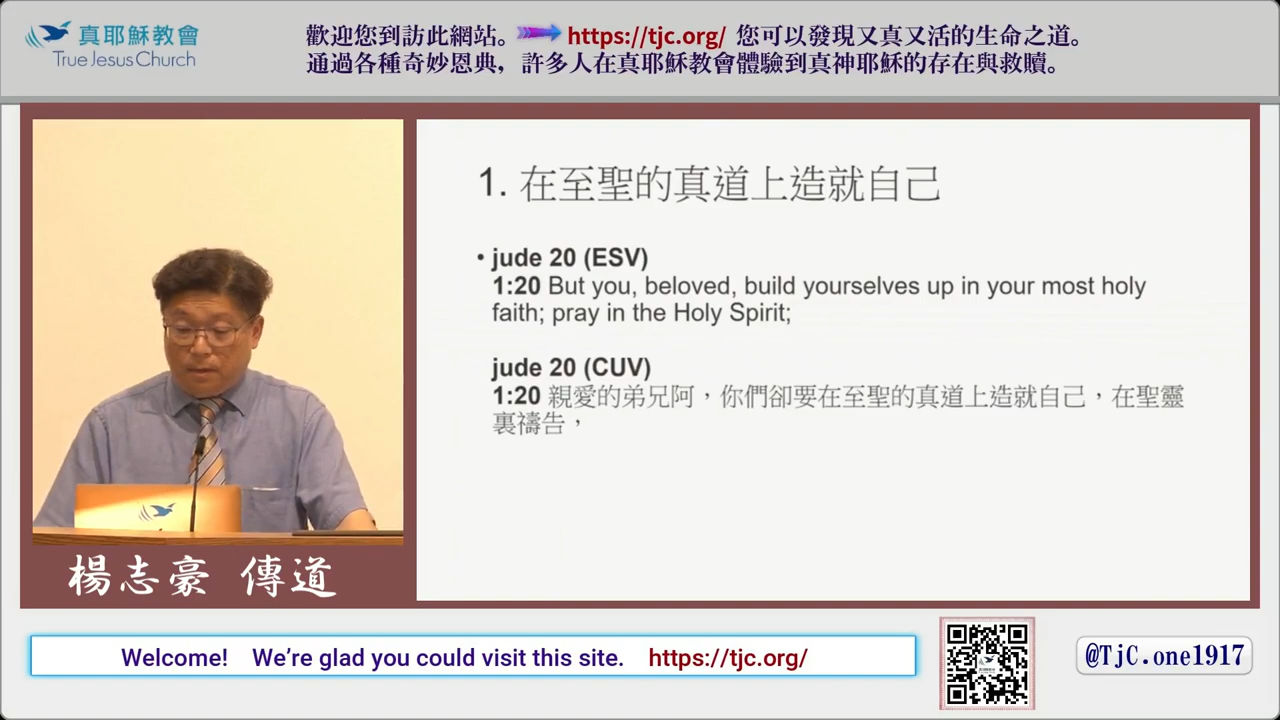 真耶穌教會
True Jesus Church
歡迎您到訪此網站。 https://tjc.org/ 您可以發現又真又活的生命之道。
通過各種奇妙恩典，許多人在真耶穌教會體驗到真神耶穌的存在與救贖。
1. 在至聖的真道上造就自己
• jude 20 (ESV)
1:20 But you, beloved, build yourselves up in your most holy
faith; pray in the Holy Spirit;
jude 20 (CUV)
1:20 親愛的弟兄阿，你們卻要在至聖的真道上造就自己，在聖靈
裏禱告，
楊志豪 傳道
Welcome! We’re glad you could visit this site. https://tjc.org/
@TjC.one1917